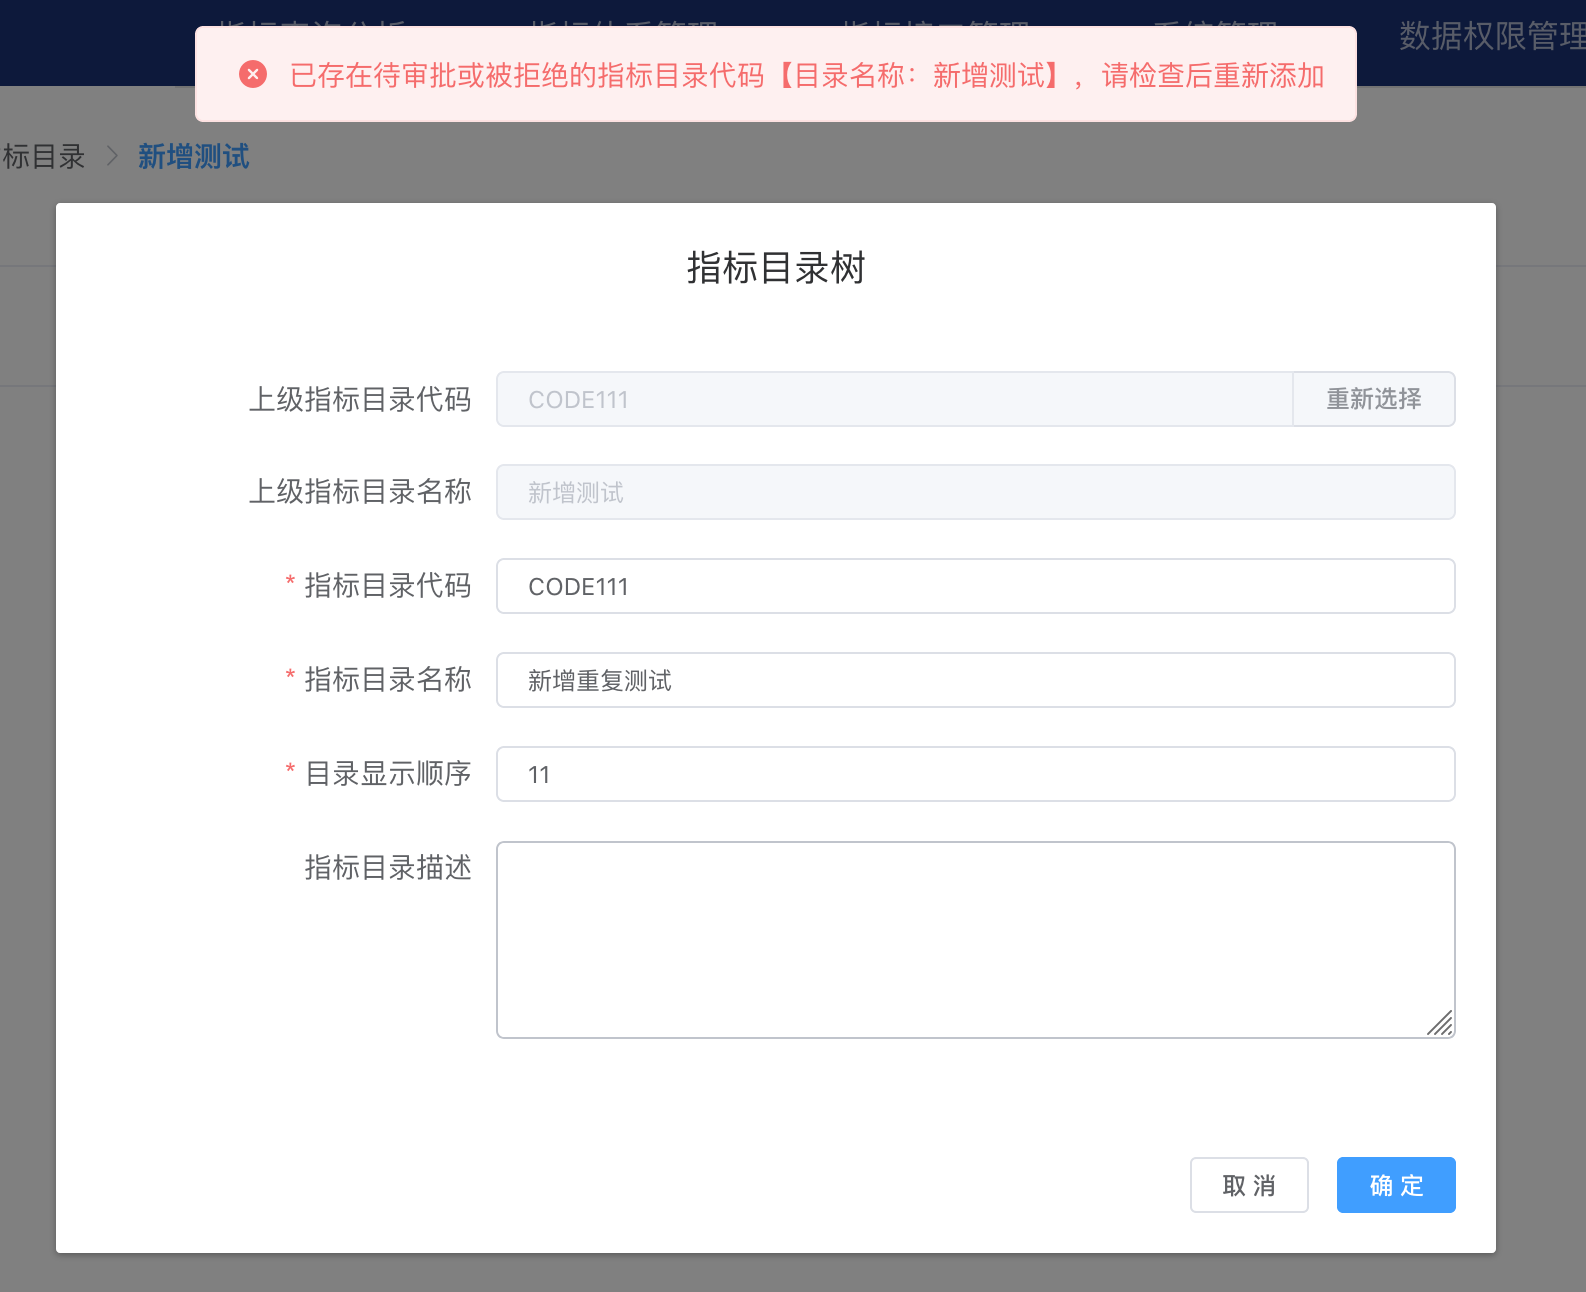 数据权限管理
已存在待审批或被拒绝的指标目录代码【目录名称：新增测试】，请检查后重新添加
标目录 > 新增测试
指标目录树
上级指标目录代码 CODE111 重新选择
上级指标目录名称 新增测试
* 指标目录代码 CODE111
* 指标目录名称 新增重复测试
* 目录显示顺序 11
指标目录描述
取 消 确 定